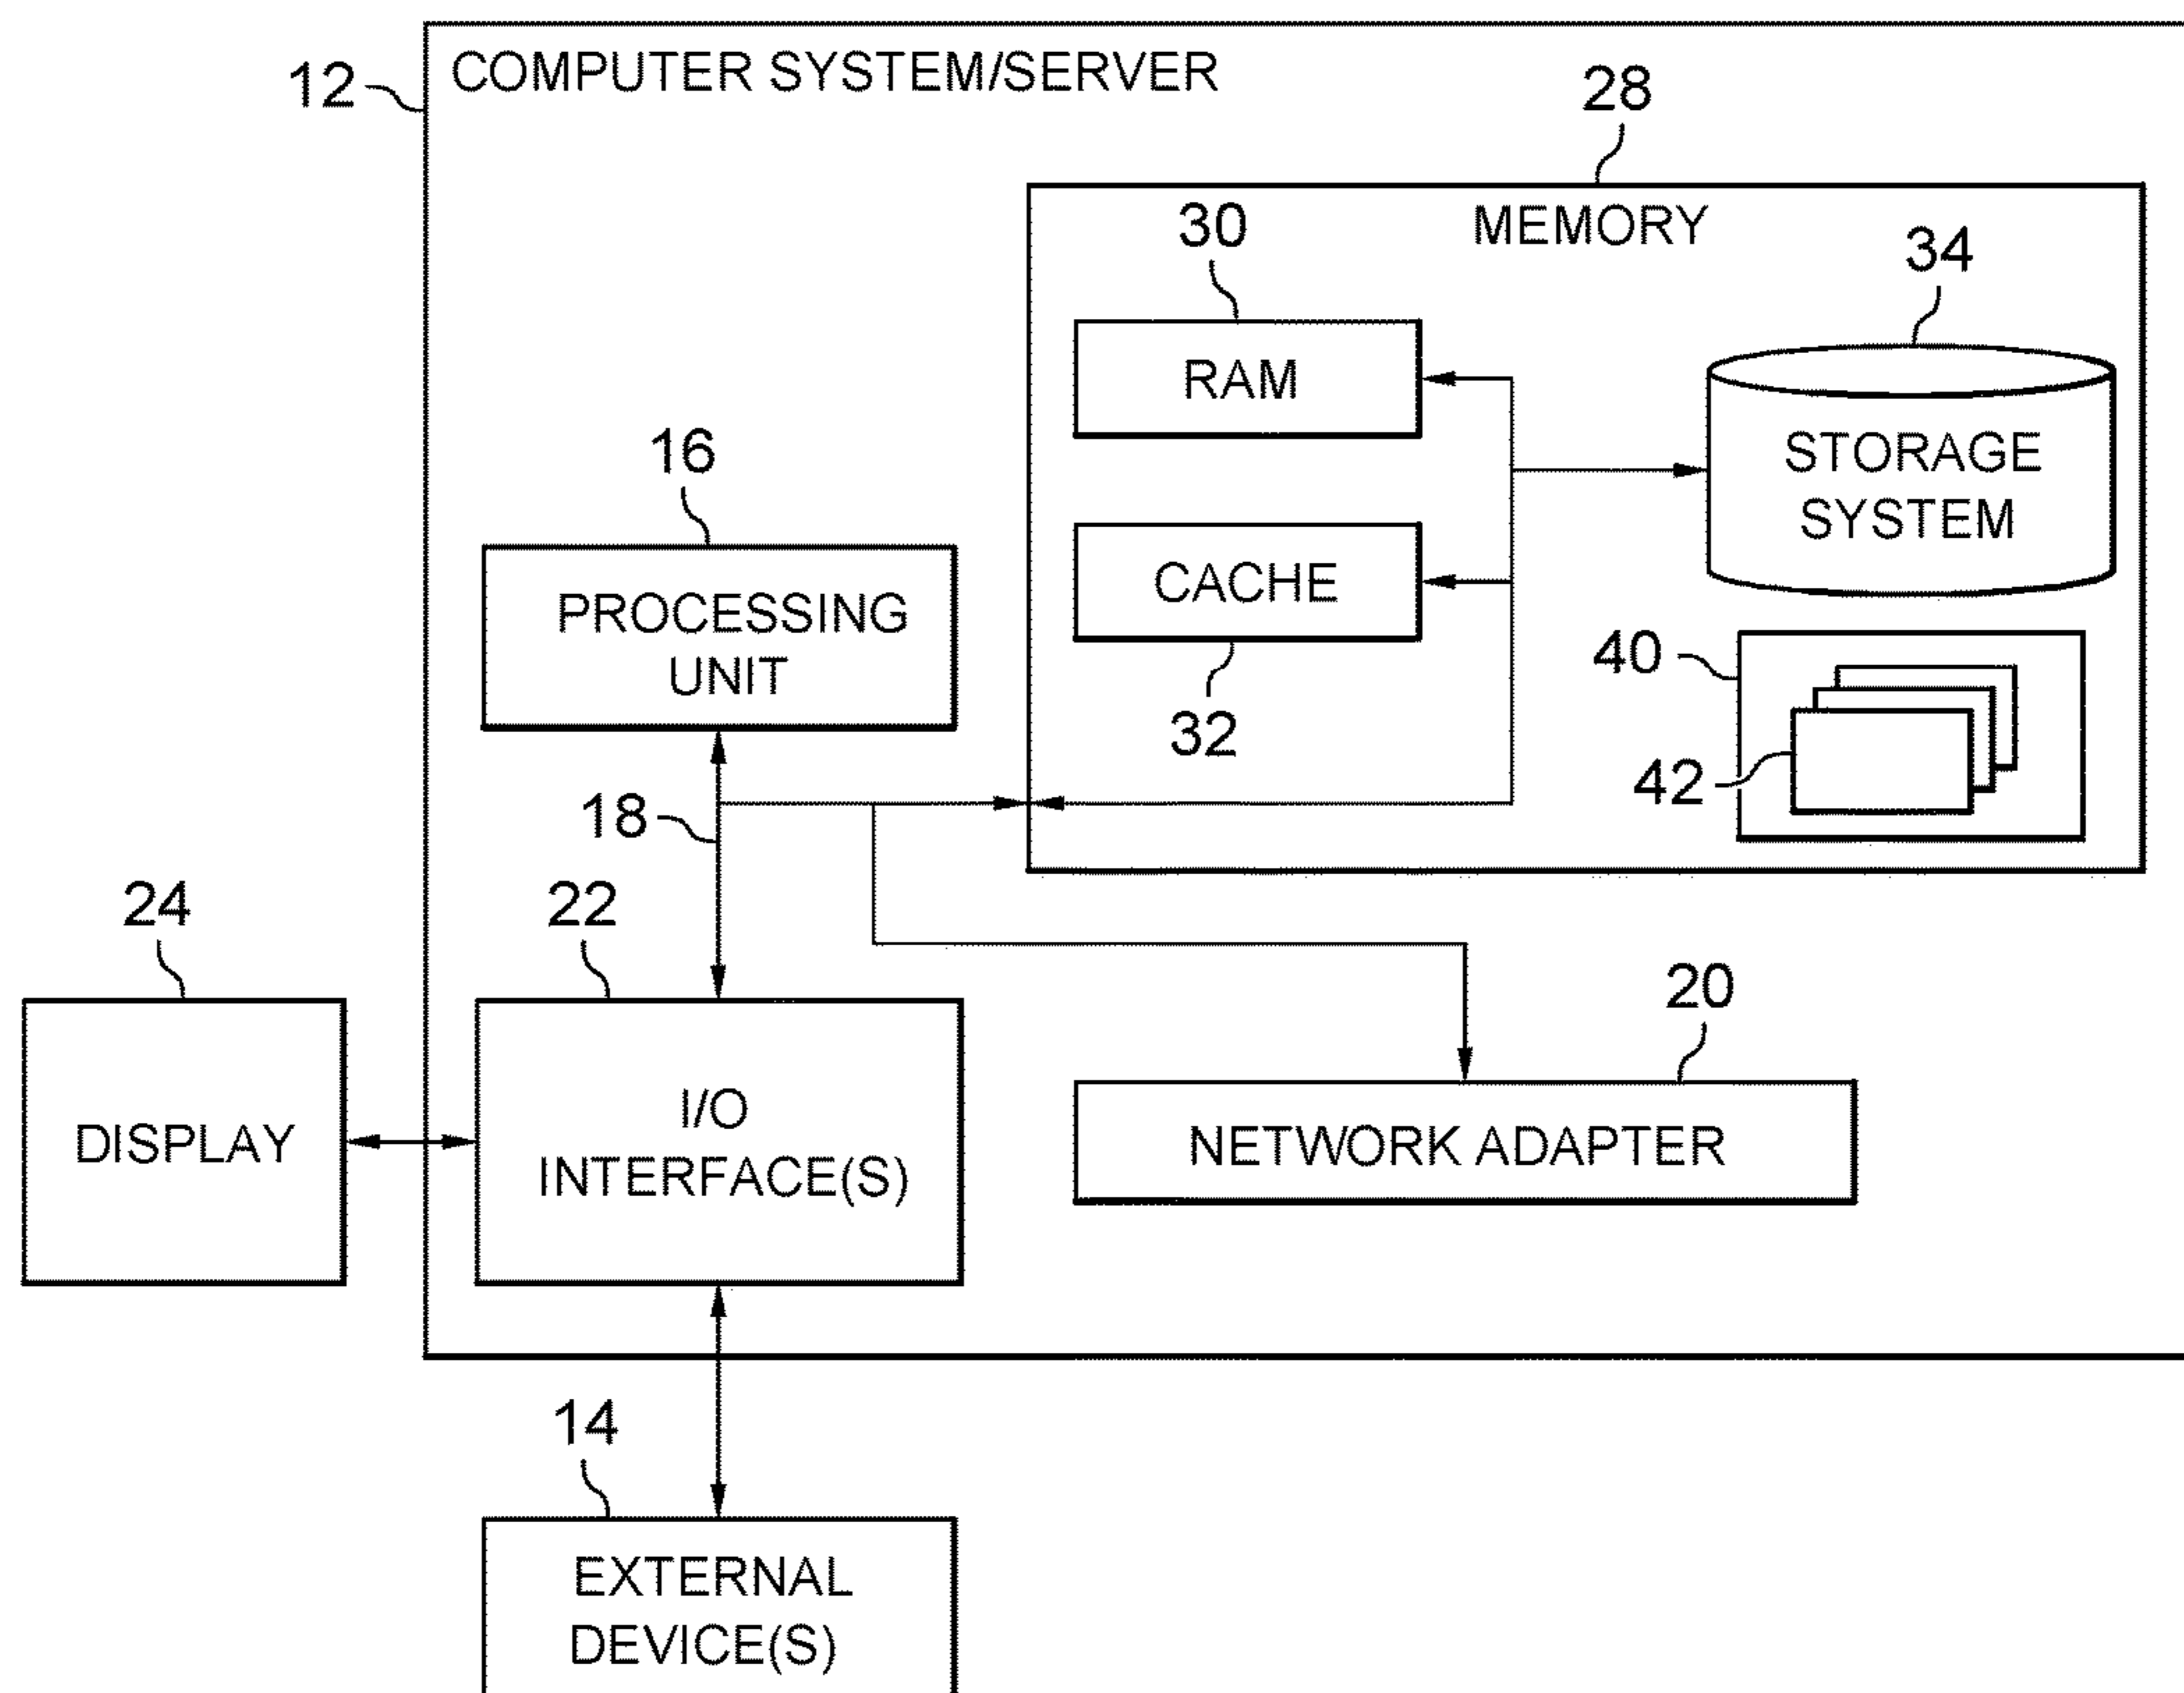 12
COMPUTER SYSTEM/SERVER
28
MEMORY
30
34
RAM
STORAGE
SYSTEM
16
CACHE
PROCESSING
UNIT
32
40
42
18
24
22
20
DISPLAY
I/O
INTERFACE(S)
NETWORK ADAPTER
14
EXTERNAL
DEVICE(S)